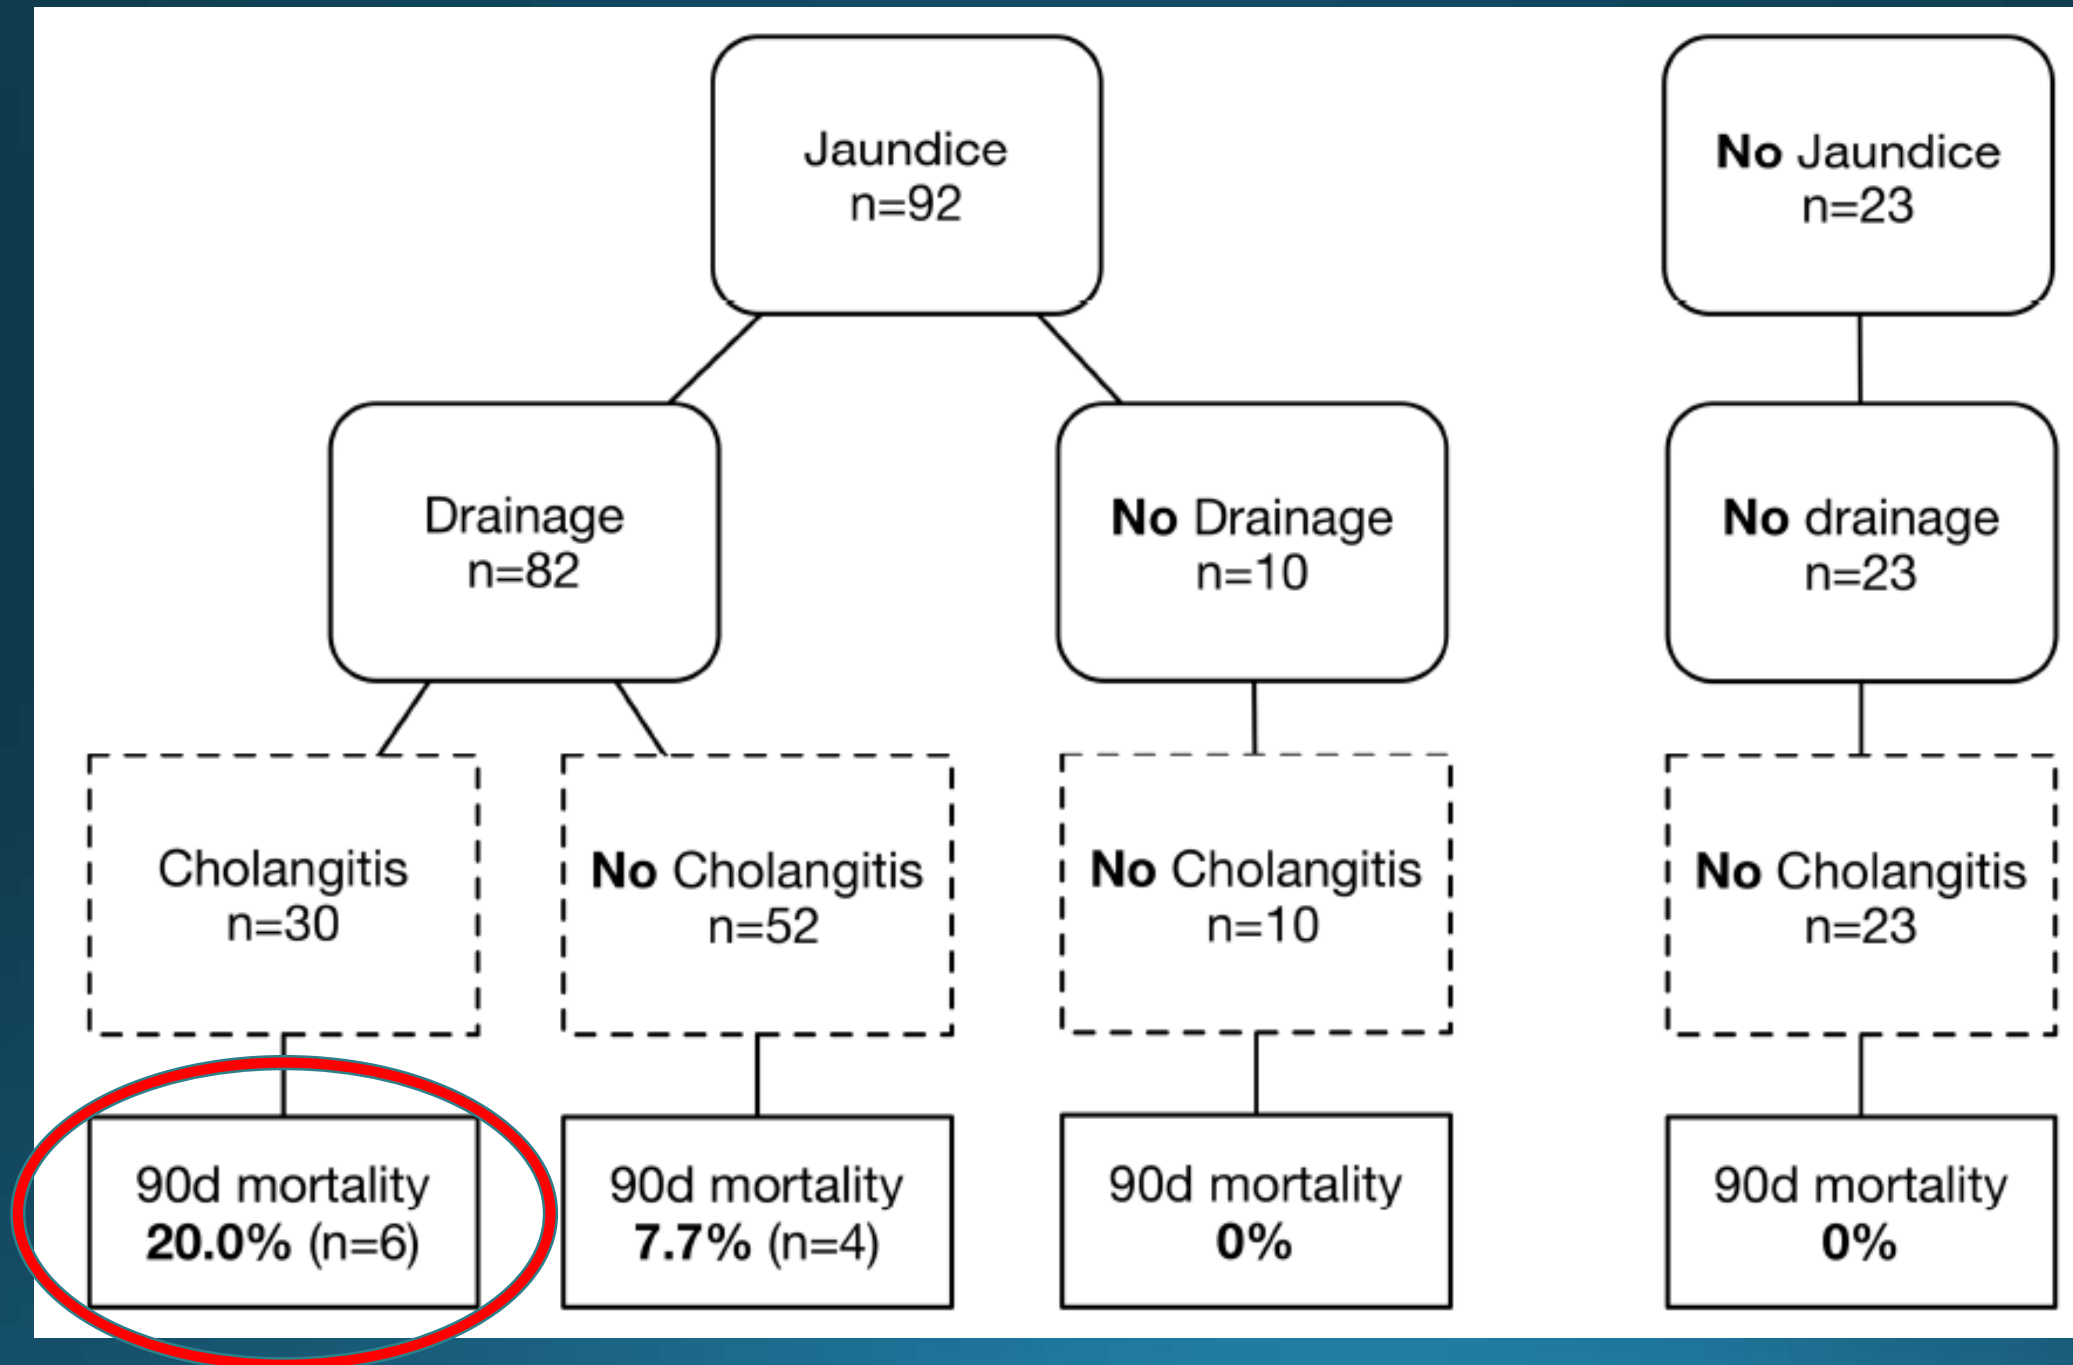 Jaundice
n=92
No Jaundice
n=23
Drainage
n=82
No Drainage
n=10
No drainage
n=23
Cholangitis
n=30
No Cholangitis
n=52
No Cholangitis
n=10
No Cholangitis
n=23
90d mortality
20.0% (n=6)
90d mortality
7.7% (n=4)
90d mortality
0%
90d mortality
0%